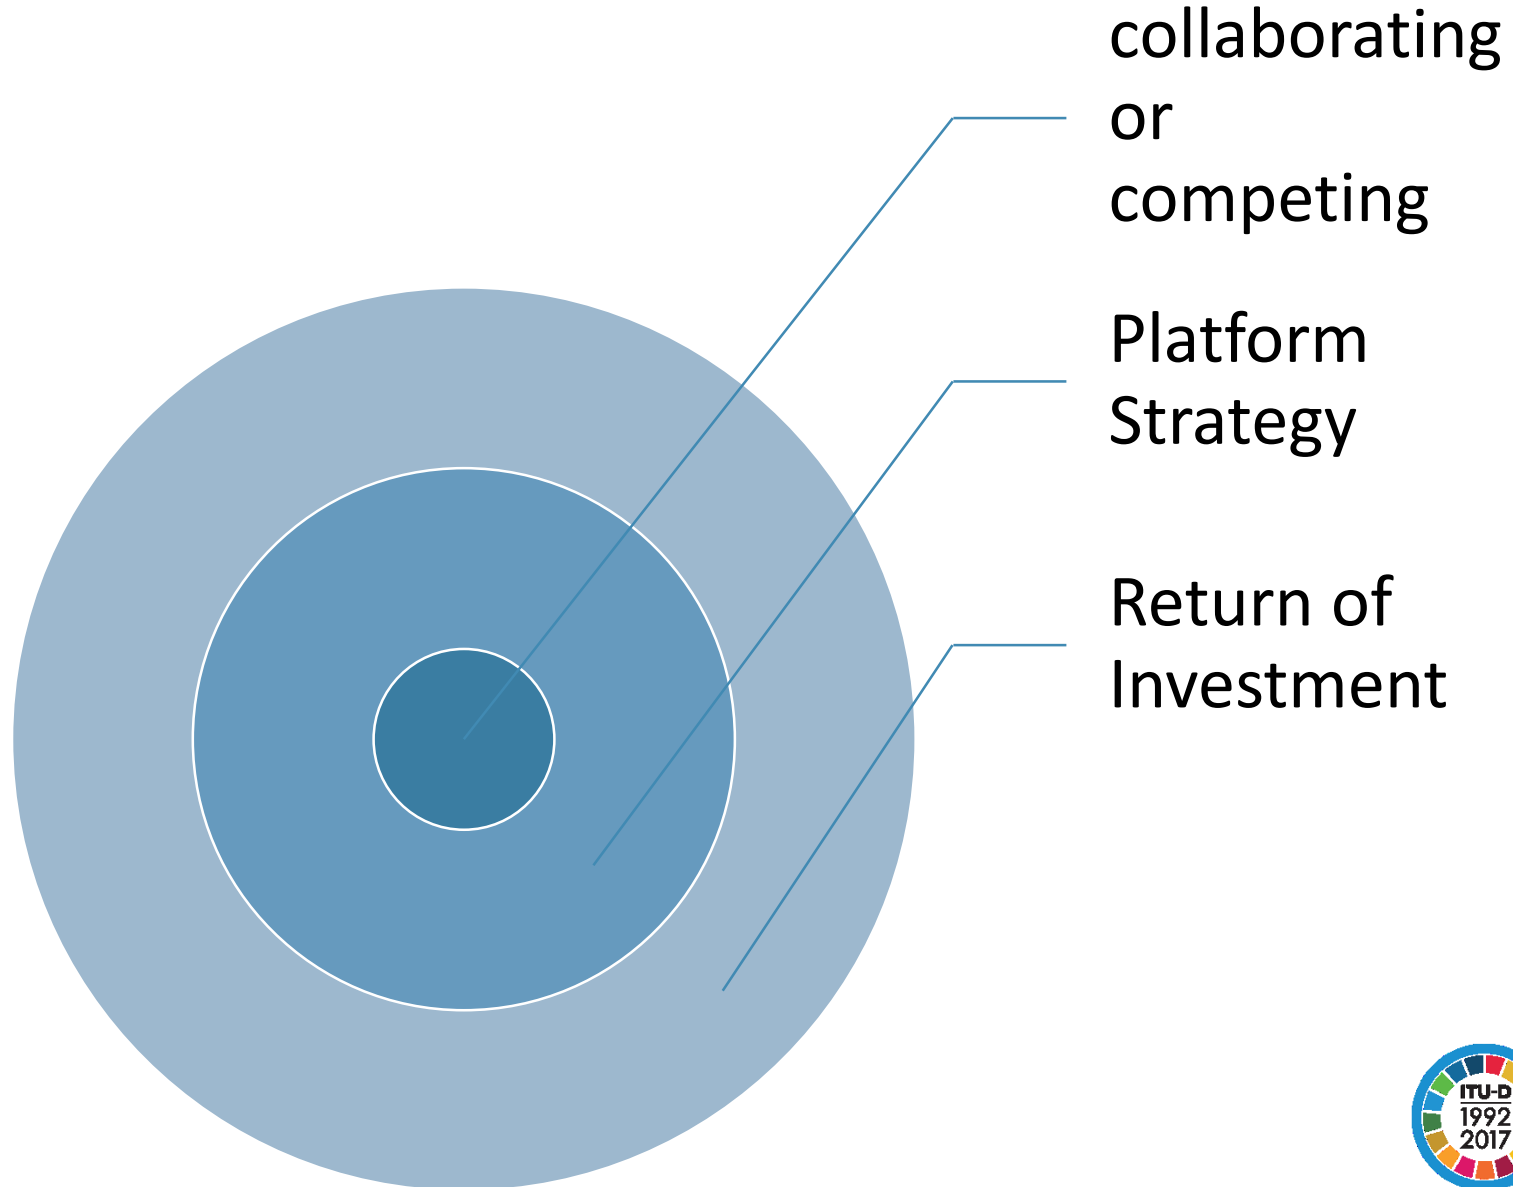 collaborating
or
competing
Platform
Strategy
Return of
Investment
ITU-D
1992
2017